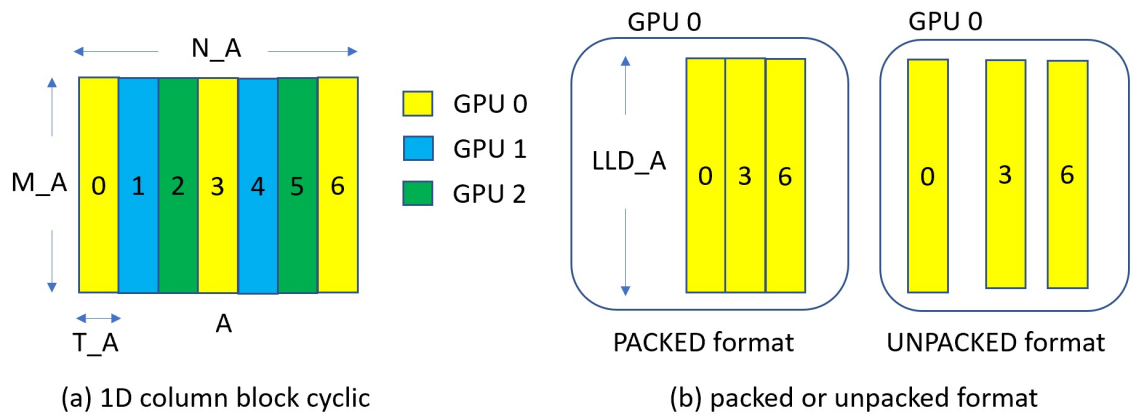 N_A
M_A
0 1 2 3 4 5 6
T_A
A
GPU 0
GPU 1
GPU 2
(a) 1D column block cyclic
GPU 0
LLD_A
0 3 6
PACKED format
GPU 0
0 3 6
UNPACKED format
(b) packed or unpacked format